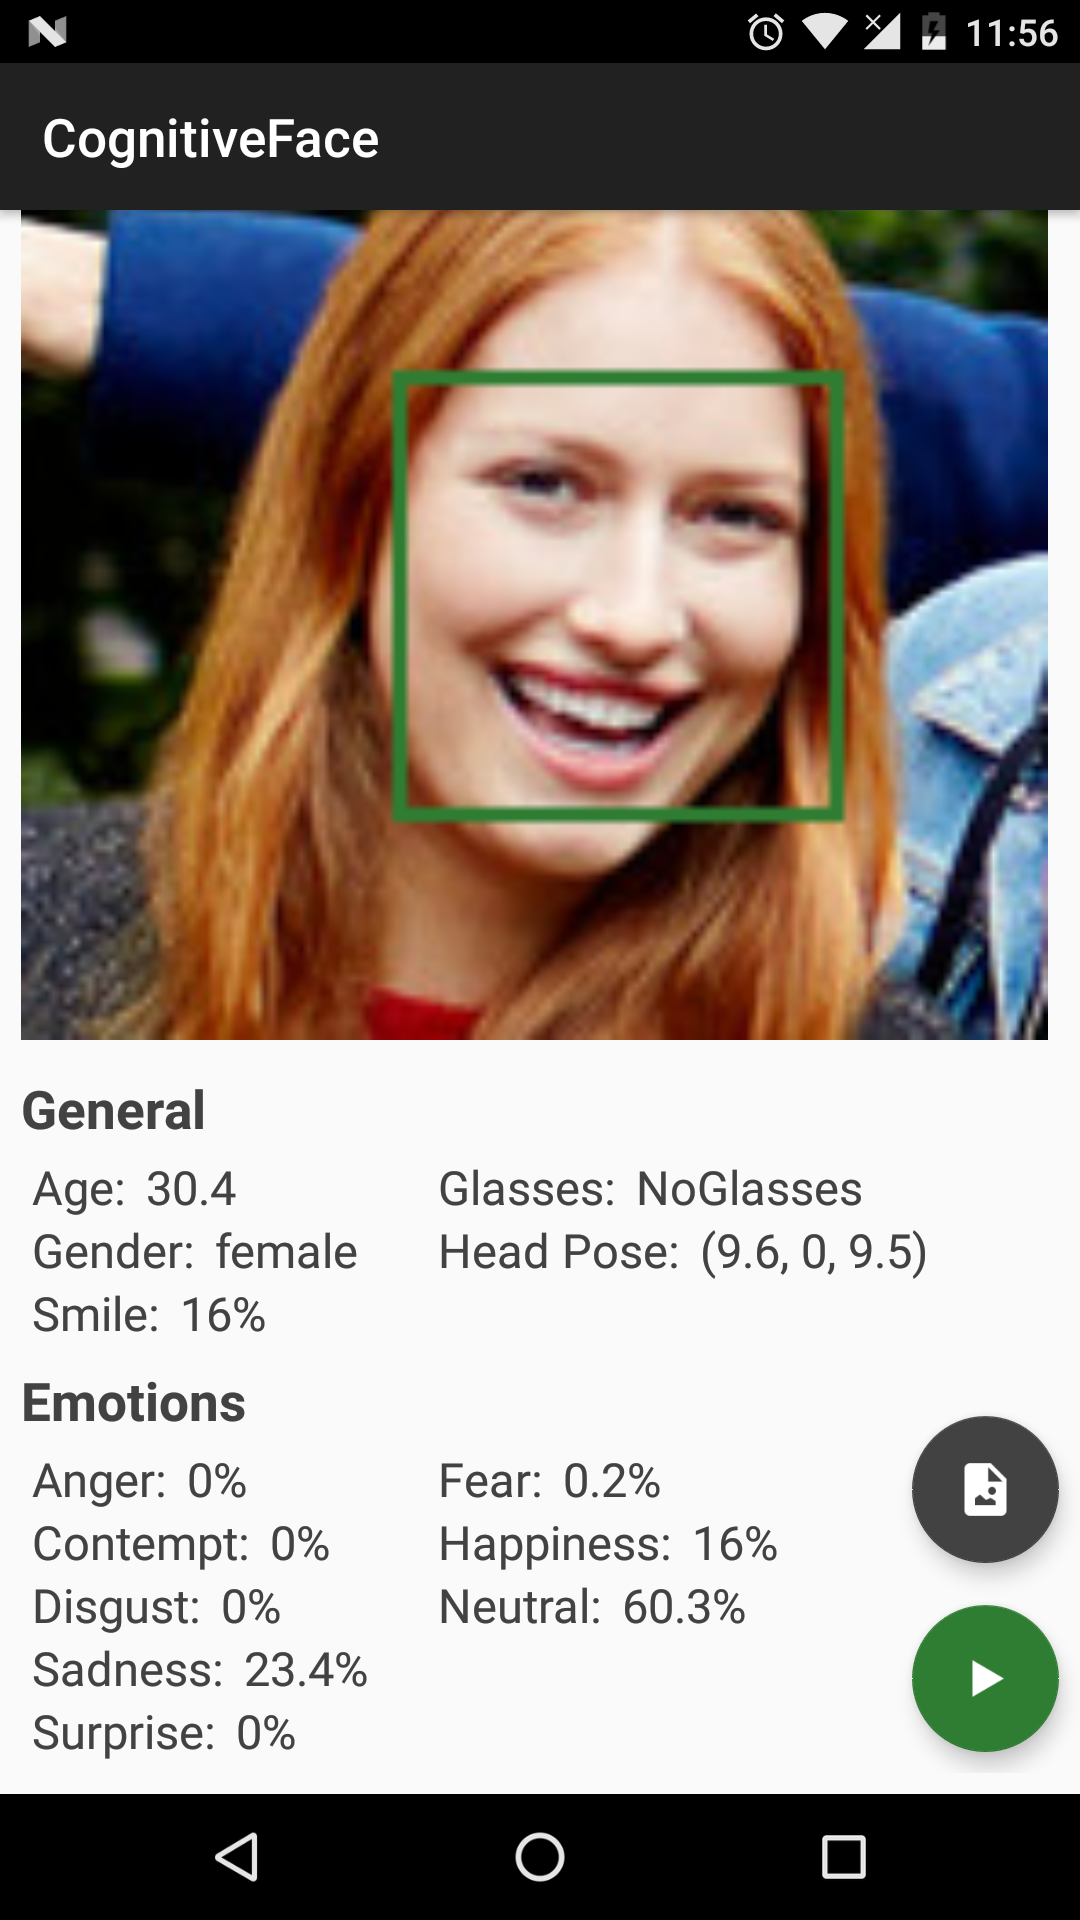 11:56
CognitiveFace
General
Age: 30.4 Glasses: NoGlasses
Gender: female Head Pose: (9.6, 0, 9.5)
Smile: 16%
Emotions
Anger: 0% Fear: 0.2%
Contempt: 0% Happiness: 16%
Disgust: 0% Neutral: 60.3%
Sadness: 23.4%
Surprise: 0%